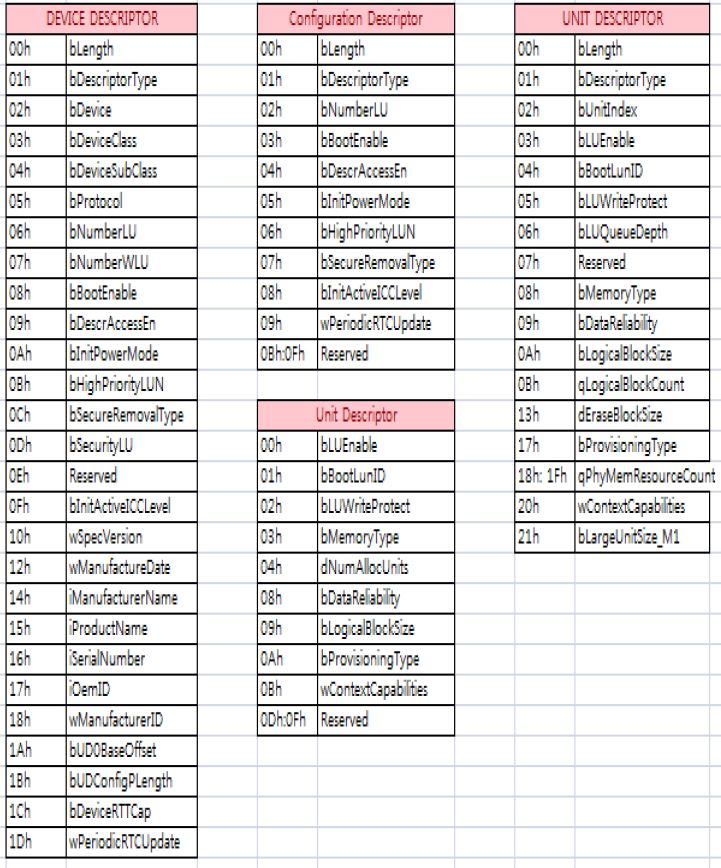 DEVICE DESCRIPTOR
00h bLength
01h bDescriptorType
02h bDevice
03h bDeviceClass
04h bDeviceSubClass
05h bProtocol
06h bNumberLU
07h bNumberWLU
08h bBootEnable
09h bDescrAccessEn
0Ah bInitPowerMode
0Bh bHighPriorityLUN
0Ch bSecureRemovalType
0Dh bSecurityLU
0Eh Reserved
0Fh bInitActiveICCLevel
10h wSpecVersion
12h wManufactureDate
14h iManufacturerName
15h iProductName
16h iSerialNumber
17h iOemID
18h wManufacturerID
1Ah bUD0BaseOffset
1Bh bUDConfigPLength
1Ch bDeviceRTTCap
1Dh wPeriodicRTCUpdate
Configuration Descriptor
00h bLength
01h bDescriptorType
02h bNumberLU
03h bBootEnable
04h bDescrAccessEn
05h bInitPowerMode
06h bHighPriorityLUN
07h bSecureRemovalType
08h bInitActiveICCLevel
09h wPeriodicRTCUpdate
0Bh:0Fh Reserved
Unit Descriptor
00h bLUEnable
01h bBootLunID
02h bLUWriteProtect
03h bMemoryType
04h dNumAllocUnits
08h bDataReliability
09h bLogicalBlockSize
0Ah bProvisioningType
0Bh wContextCapabilities
0Dh:0Fh Reserved
UNIT DESCRIPTOR
00h bLength
01h bDescriptorType
02h bUnitIndex
03h bLUEnable
04h bBootLunID
05h bLUWriteProtect
06h bLUQueueDepth
07h Reserved
08h bMemoryType
09h bDataReliability
0Ah bLogicalBlockSize
0Bh qLogicalBlockCount
13h dEraseBlockSize
17h bProvisioningType
18h: 1Fh qPhyMemResourceCount
20h wContextCapabilities
21h bLargeUnitSize_M1